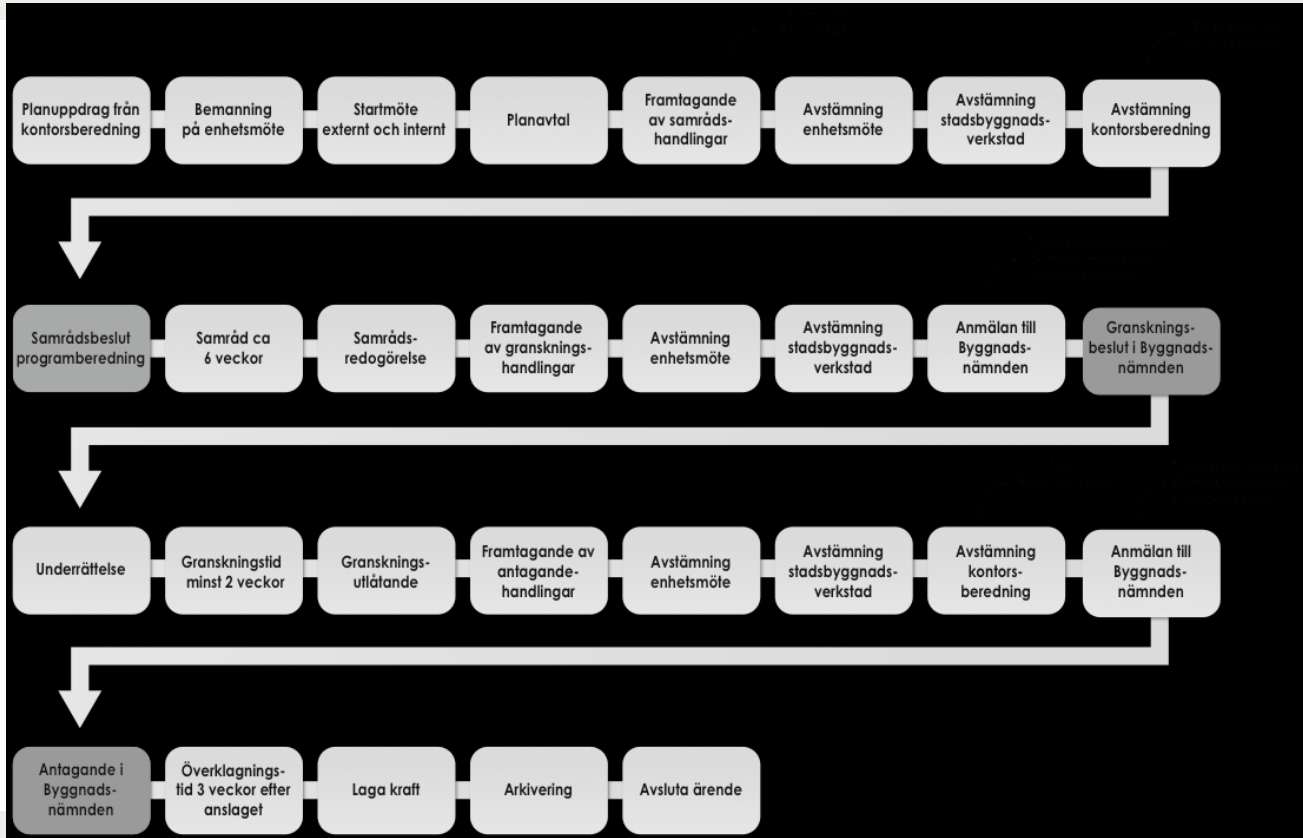 Planuppdrag från
kontorsberedning
Bemanning
på enhetsmöte
Startmöte
externt och internt
Planavtal
Framtagande
av samråds-
handlingar
Avstämning
enhetsmöte
Avstämning
stadsbyggnads-
verkstad
Avstämning
kontorsberedning
Samrådsbeslut
programberedning
Samråd ca
6 veckor
Samråds-
redogörelse
Framtagande
av gransknings-
handlingar
Avstämning
enhetsmöte
Avstämning
stadsbyggnads-
verkstad
Anmälan till
Byggnads-
nämnden
Gransknings-
beslut i Byggnads-
nämnden
Underrättelse
Granskningstid
minst 2 veckor
Gransknings-
utlåtande
Framtagande av
antagande-
handlingar
Avstämning
enhetsmöte
Avstämning
stadsbyggnads-
verkstad
Avstämning
kontors-
beredning
Anmälan till
Byggnads-
nämnden
Antagande i
Byggnads-
nämnden
Överklagnings-
tid 3 veckor efter
anslaget
Laga kraft
Arkivering
Avsluta ärende